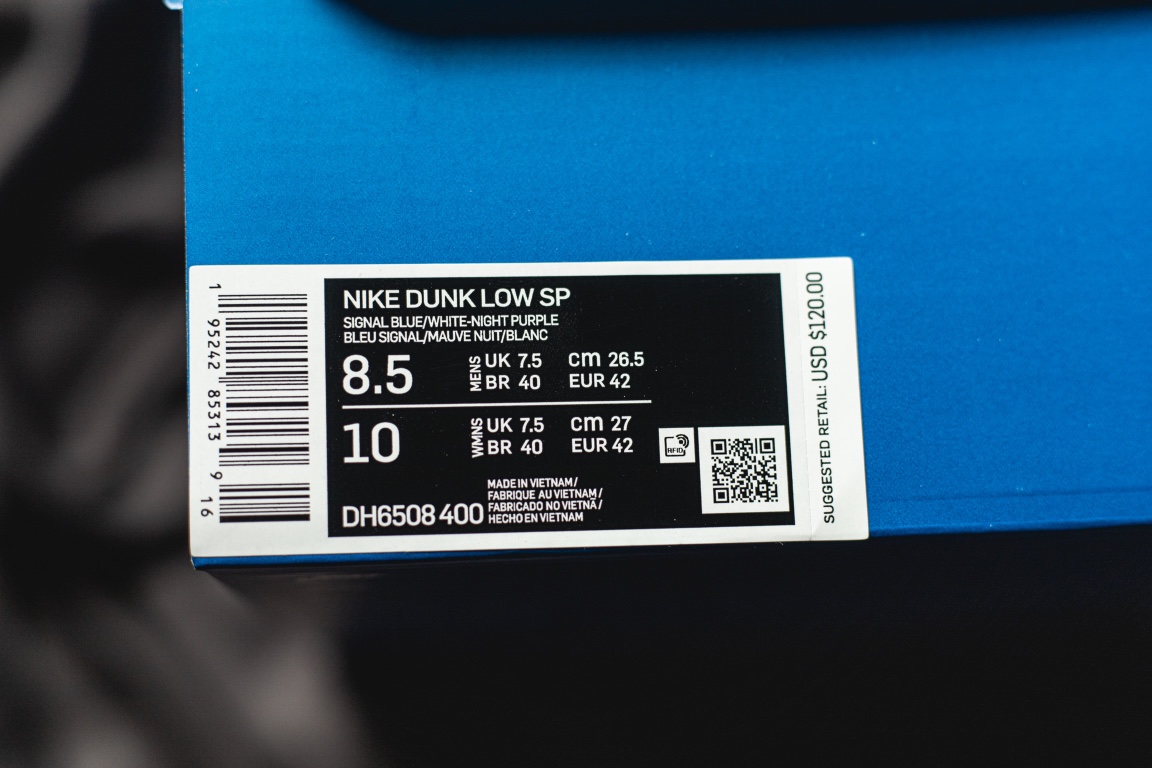 1 95242 85313 9 16
NIKE DUNK LOW SP
SIGNAL BLUE/WHITE-NIGHT PURPLE
BLEU SIGNAL/MAUVE NUIT/BLANC
8.5 MENS UK 7.5 cm 26.5
BR 40 EUR 42
10 WMNS UK 7.5 cm 27
BR 40 EUR 42
RFID
MADE IN VIETNAM/
FABRIQUE AU VIETNAM/
FABRICADO NO VIETNÃ/
HECHO EN VIETNAM
DH6508 400
SUGGESTED RETAIL: USD $120.00